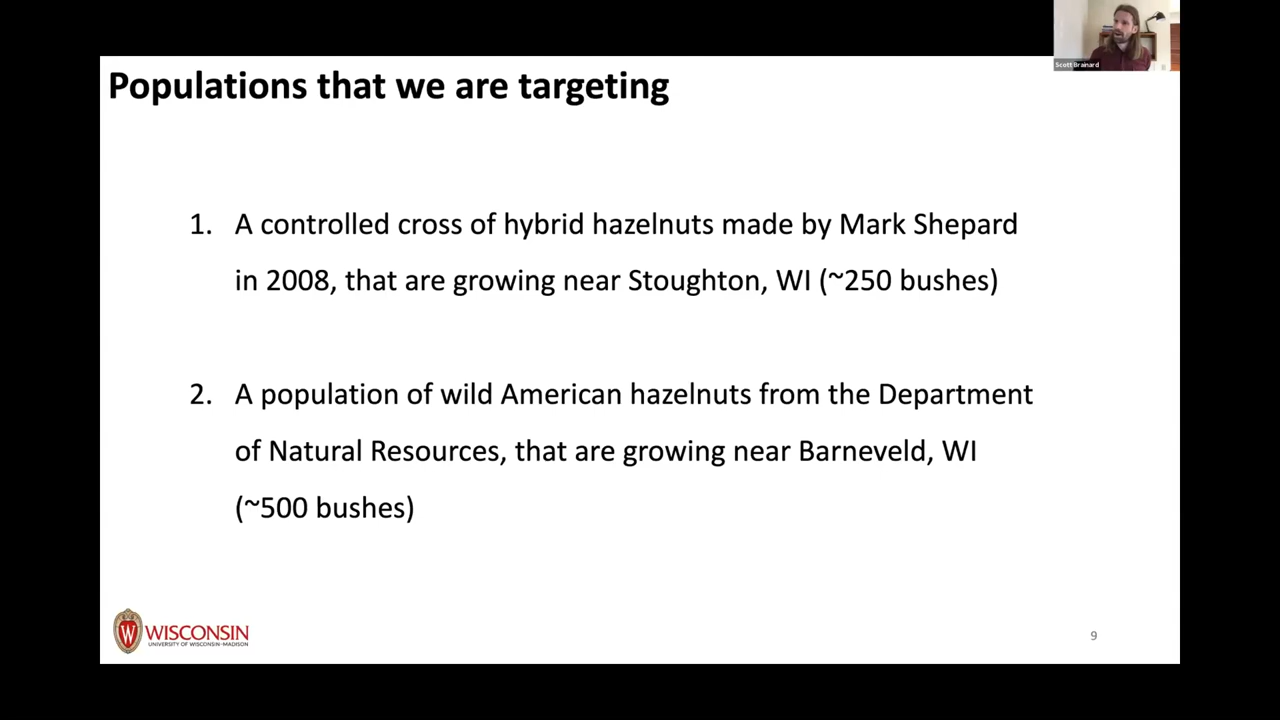 Scott Brainard
Populations that we are targeting
1. A controlled cross of hybrid hazelnuts made by Mark Shepard
in 2008, that are growing near Stoughton, WI (~250 bushes)
2. A population of wild American hazelnuts from the Department
of Natural Resources, that are growing near Barneveld, WI
(~500 bushes)
W WISCONSIN
UNIVERSITY OF WISCONSIN–MADISON
9